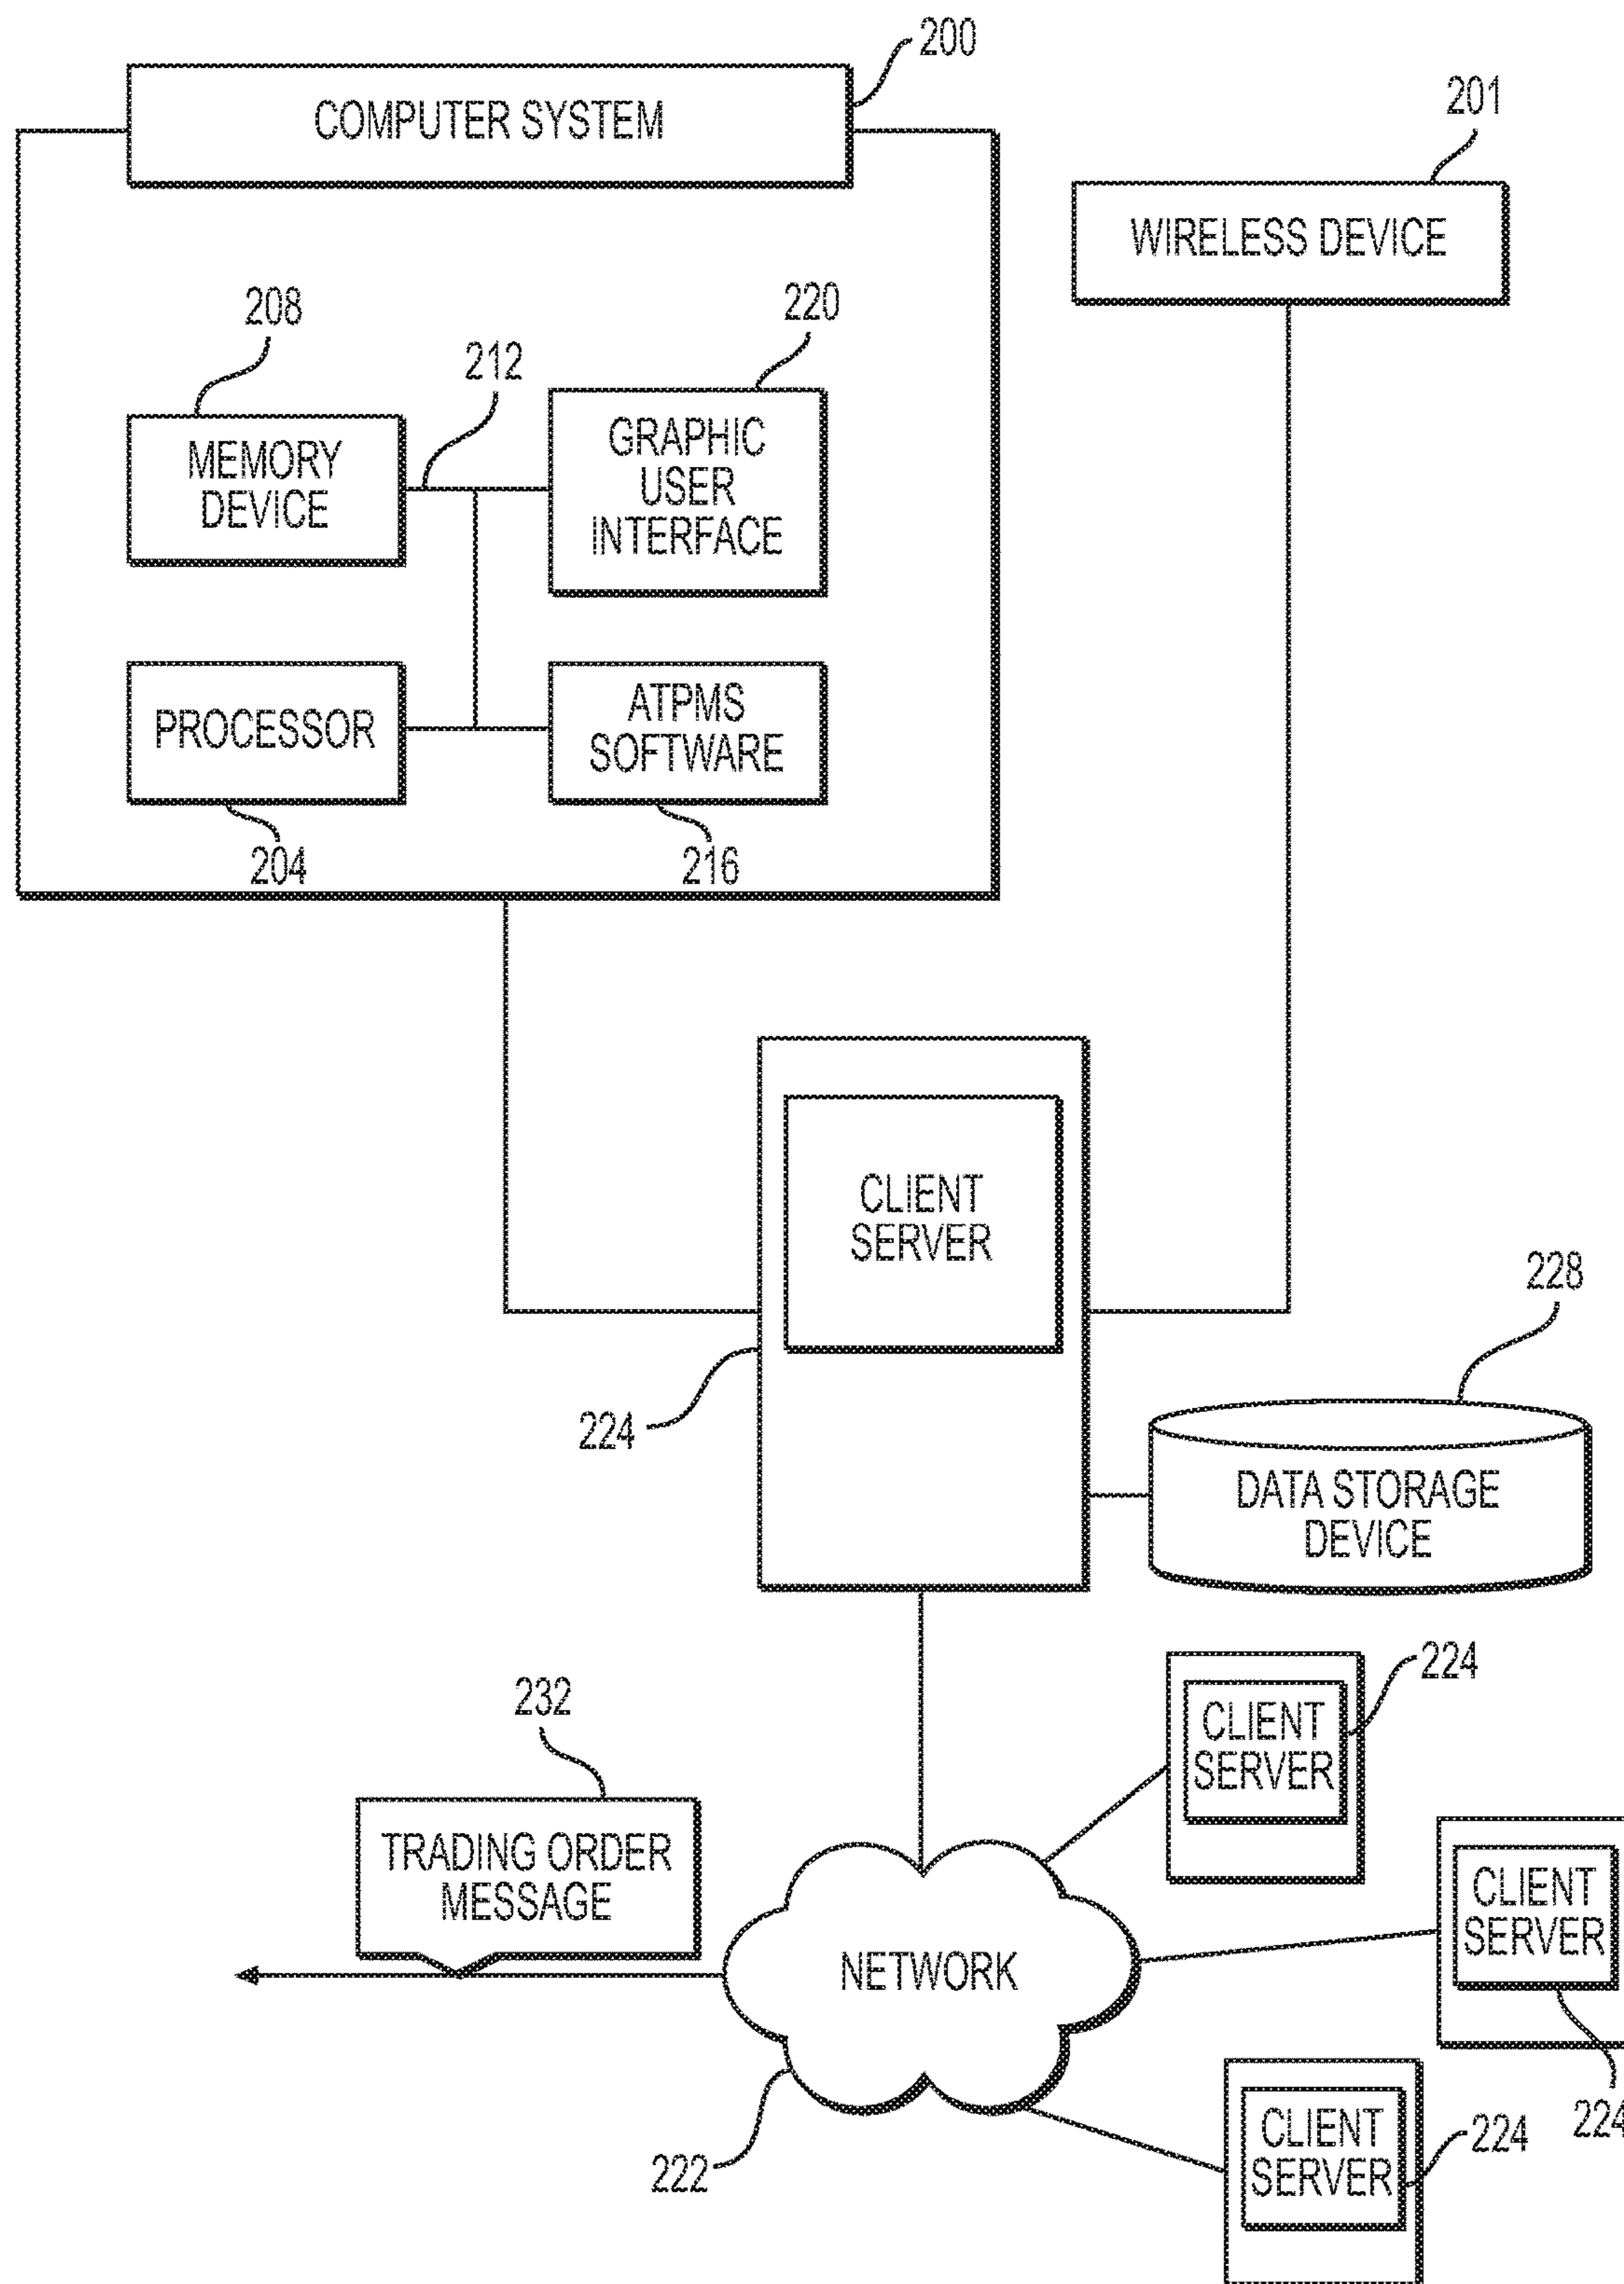 200
COMPUTER SYSTEM
201
WIRELESS DEVICE
208
212
220
MEMORY
DEVICE
GRAPHIC
USER
INTERFACE
PROCESSOR
ATPMS
SOFTWARE
204
216
CLIENT
SERVER
224
228
DATA STORAGE
DEVICE
232
TRADING ORDER
MESSAGE
NETWORK
222
CLIENT
SERVER
224
CLIENT
SERVER
224
CLIENT
SERVER
224